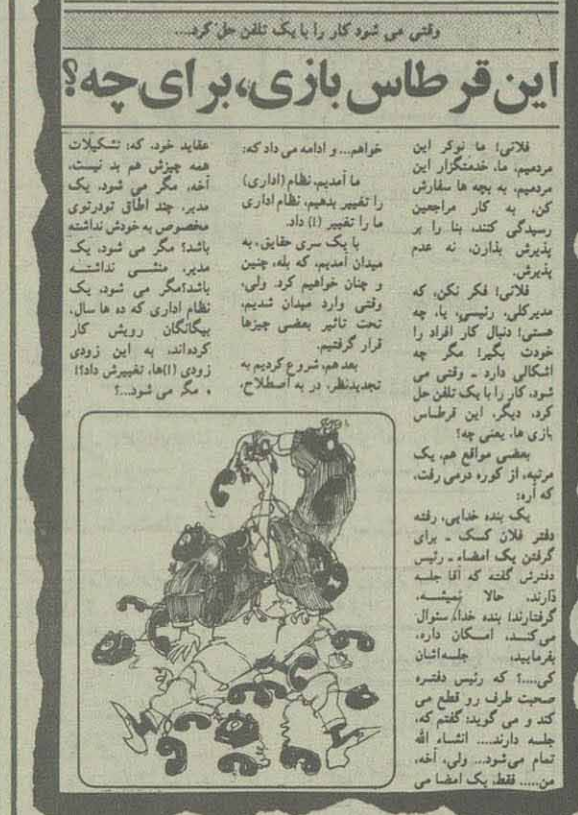 وقتی می شود کار را با یک تلفن حل کرد....
این قرطاس بازی، برای چه؟
فلانی! ما نوکر این
مردمیم، ما، خدمتگزار این
مردمیم، به بچه ها سفارش
کن، به کار مراجعین
رسیدگی کنند، بنا را بر
پذیرش بذارن، نه عدم
پذیرش.
فلانی! فکر نکن، که
مدیرکلی، رئیسی، یا، چه
هستی! دنبال کار افراد را
خودت بگیر! مگر چه
اشکالی دارد ـ وقتی می
شود، کار را با یک تلفن حل
کرد، دیگر، این قرطاس
بازی ها، یعنی چه!
بعضی مواقع هم، یک
مرتبه، از کوره درمی رفت،
که آره:
یک بنده خدایی، رفته
دفتر فلان کسک ـ برای
گرفتن یک امضاء ـ رئیس
دفترش گفته که آقا جلسه
دارند، حالا نمیشه،
گرفتارند! بنده خدا، سئوال
می‌کنند، امکان داره،
بفرمایید، جلسه‌اشان
کی....؟ که رئیس دفتره
صحبت طرف رو قطع می
کند و می گوید: گفتم که،
جلسه دارند.... انشاء الله
تمام می‌شود... ولی، آخه،
من..... فقط، یک امضا می
خواهم... و ادامه می داد که:
ما آمدیم، نظام (اداری)
را تغییر بدهیم، نظام اداری
ما را تغییر (!) داد.
با یک سری حقایق، به
میدان آمدیم، که بله، چنین
و چنان خواهیم کرد. ولی،
وقتی وارد میدان شدیم،
تحت تاثیر بعضی چیزها
قرار گرفتیم.
بعد هم، شروع کردیم به
تجدیدنظر، در به اصطلاح،
عقاید خود، که: تشکیلات
همه چیزش هم بد نیست،
آخه، مگر می شود، یک
مدیر، چند اطاق تودرتوی
مخصوص به خودش نداشته
باشد؟ مگر می شود، یک
مدیر، منشی نداشته
باشد؟مگر می شود، یک
نظام اداری که ده ها سال،
بیگانگان رویش کار
کرده‌اند، به این زودی
زودی (!)ها، تغییرش داد؟!
، مگر می شود...؟